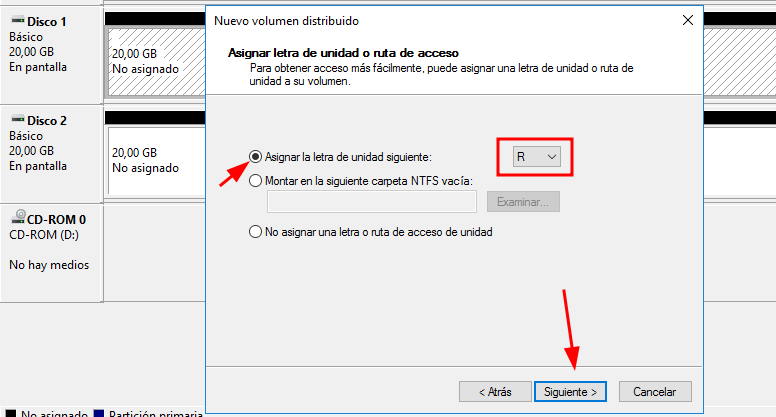 Disco 1
Básico
20,00 GB
En pantalla
20,00 GB
No asignado
Disco 2
Básico
20,00 GB
En pantalla
20,00 GB
No asignado
CD-ROM 0
CD-ROM (D:)
No hay medios
No asignado
Partición primaria
Nuevo volumen distribuido
Asignar letra de unidad o ruta de acceso
Para obtener acceso más fácilmente, puede asignar una letra de unidad o ruta de
unidad a su volumen.
Asignar la letra de unidad siguiente:
R
Montar en la siguiente carpeta NTFS vacía:
Examinar...
No asignar una letra o ruta de acceso de unidad
< Atrás
Siguiente >
Cancelar